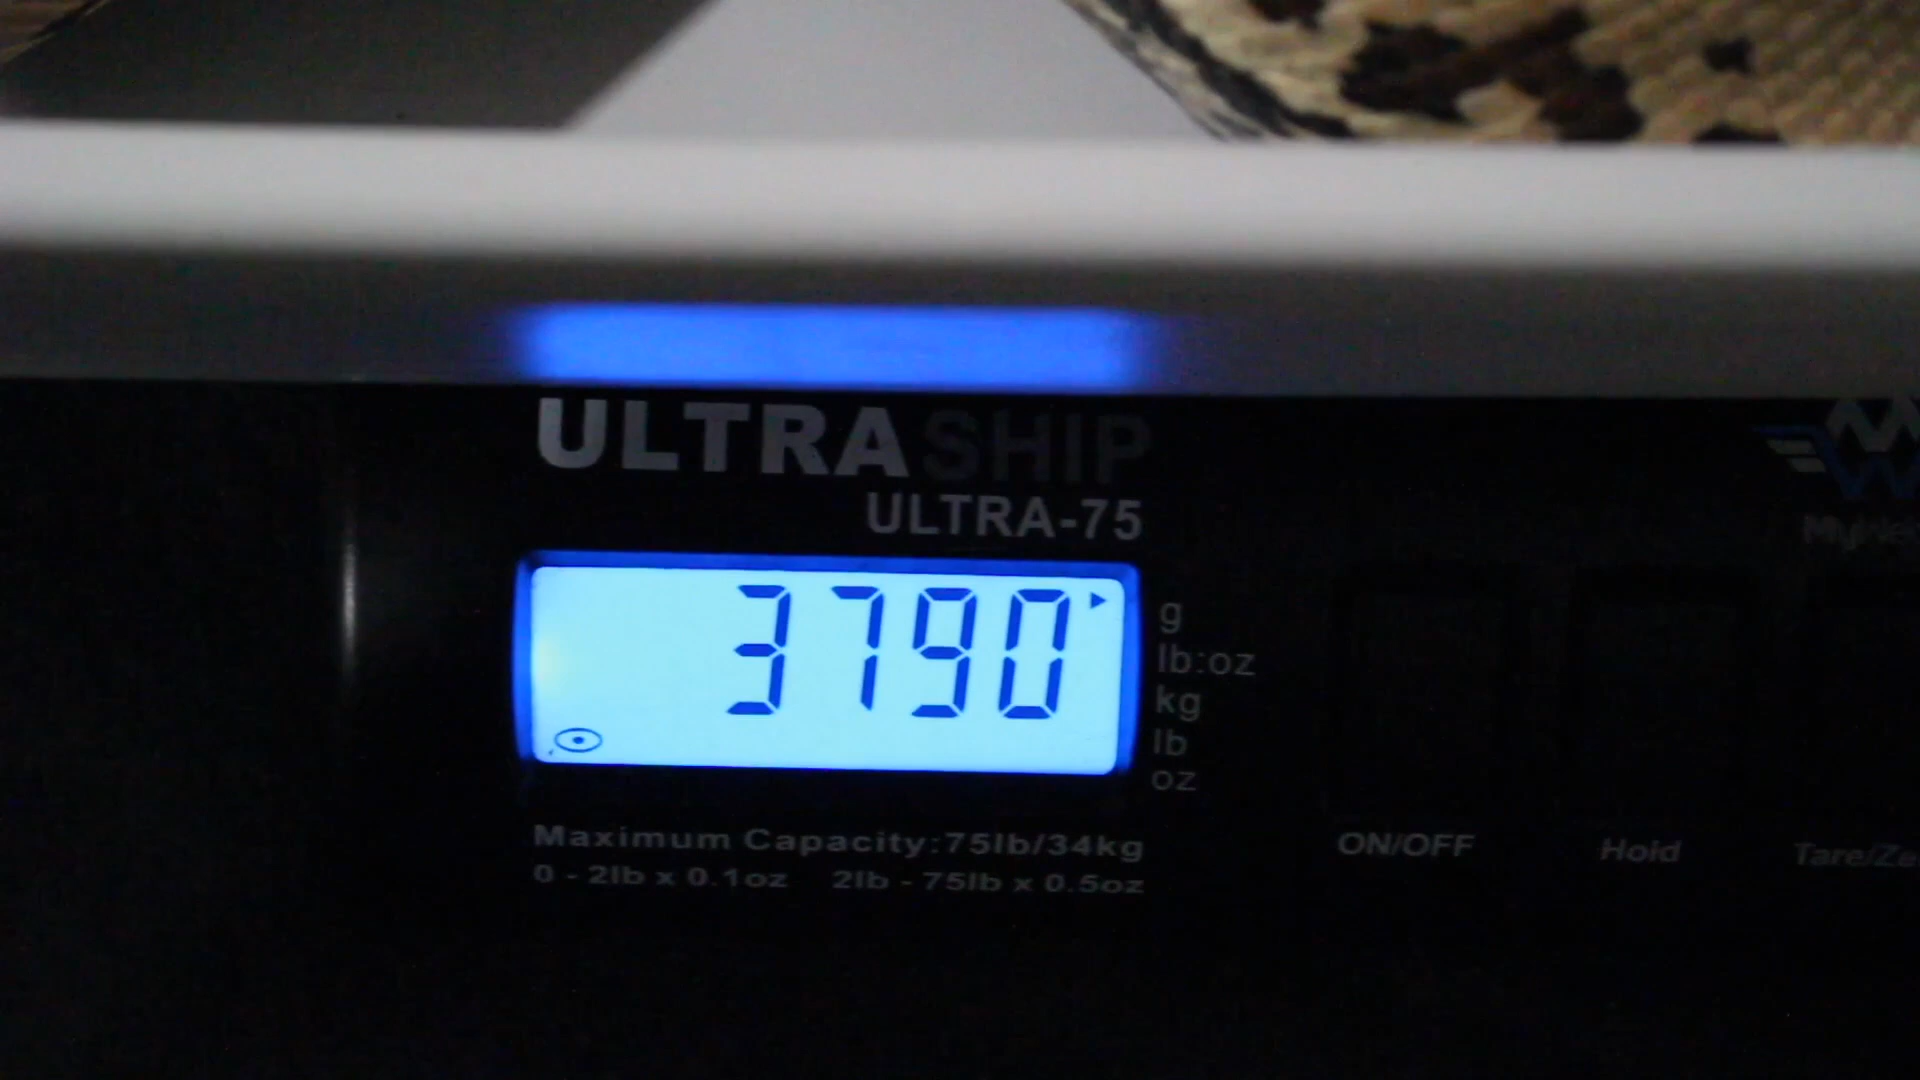 ULTRASHIP
ULTRA-75
3790
g
lb:oz
kg
lb
oz
Maximum Capacity:75lb/34kg
0 - 2lb x 0.1oz 2lb - 75lb x 0.5oz
ON/OFF
Hold